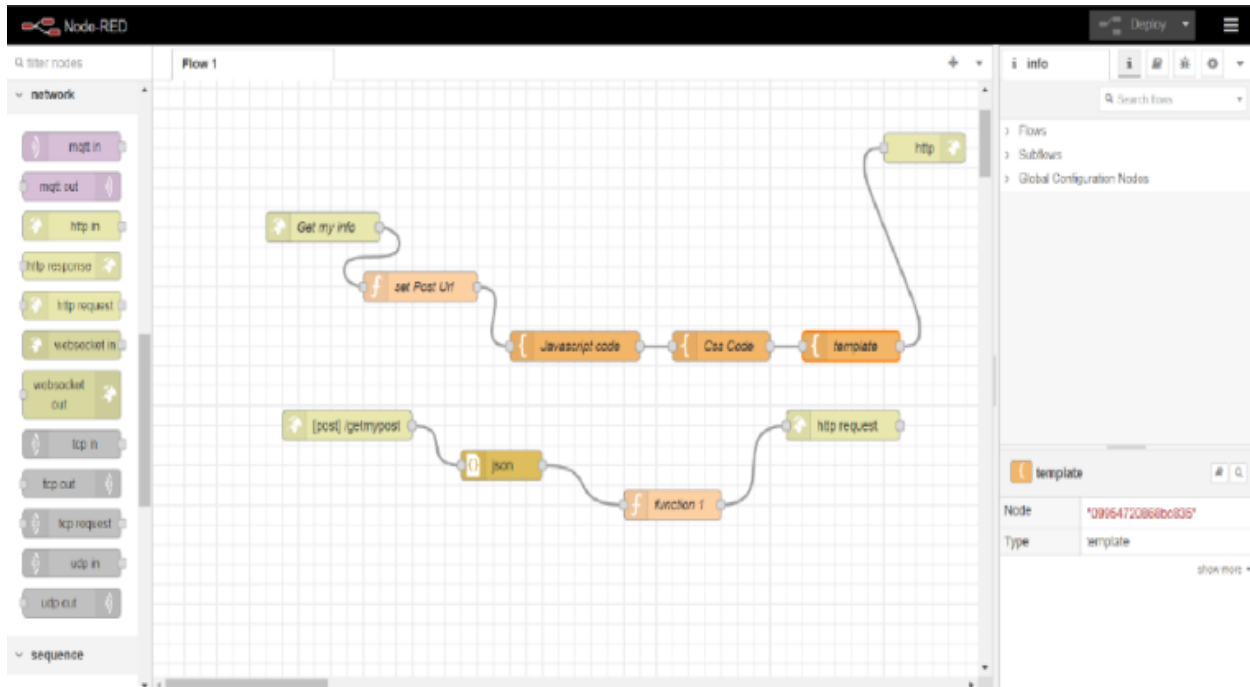 Node-RED
Deploy
filter nodes
Flow 1
info
network
Search flows
mqtt in
http
Flows
Subflows
mqtt out
Global Configuration Nodes
http in
Get my info
http response
set Post Url
http request
websocket in
Javascript code
Css Code
template
websocket
out
[post] /getmypost
http request
tcp in
json
template
tcp out
function 1
Node
tcp request
Type
template
udp in
show more
udp out
sequence